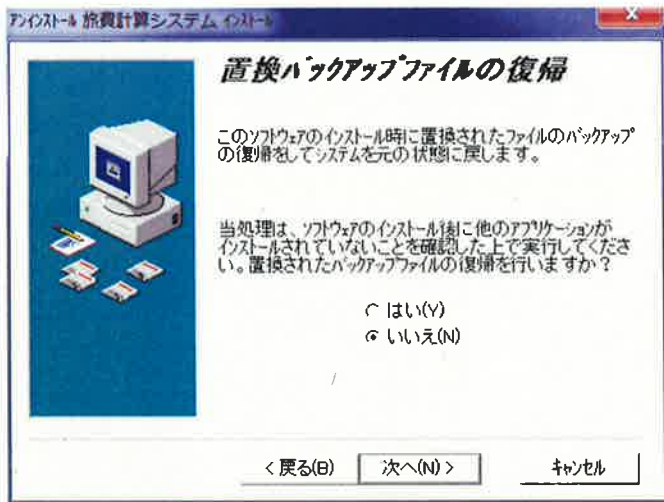 アンインストール 旅費計算システム インストール
置換バックアップファイルの復帰
このソフトウェアのインストール時に置換されたファイルのバックアップ
の復帰をしてシステムを元の状態に戻します。
当処理は、ソフトウェアのインストール後に他のアプリケーションが
インストールされていないことを確認した上で実行してくださ
い。置換されたバックアップファイルの復帰を行いますか？
はい(Y)
いいえ(N)
< 戻る(B)
次へ(N) >
キャンセル